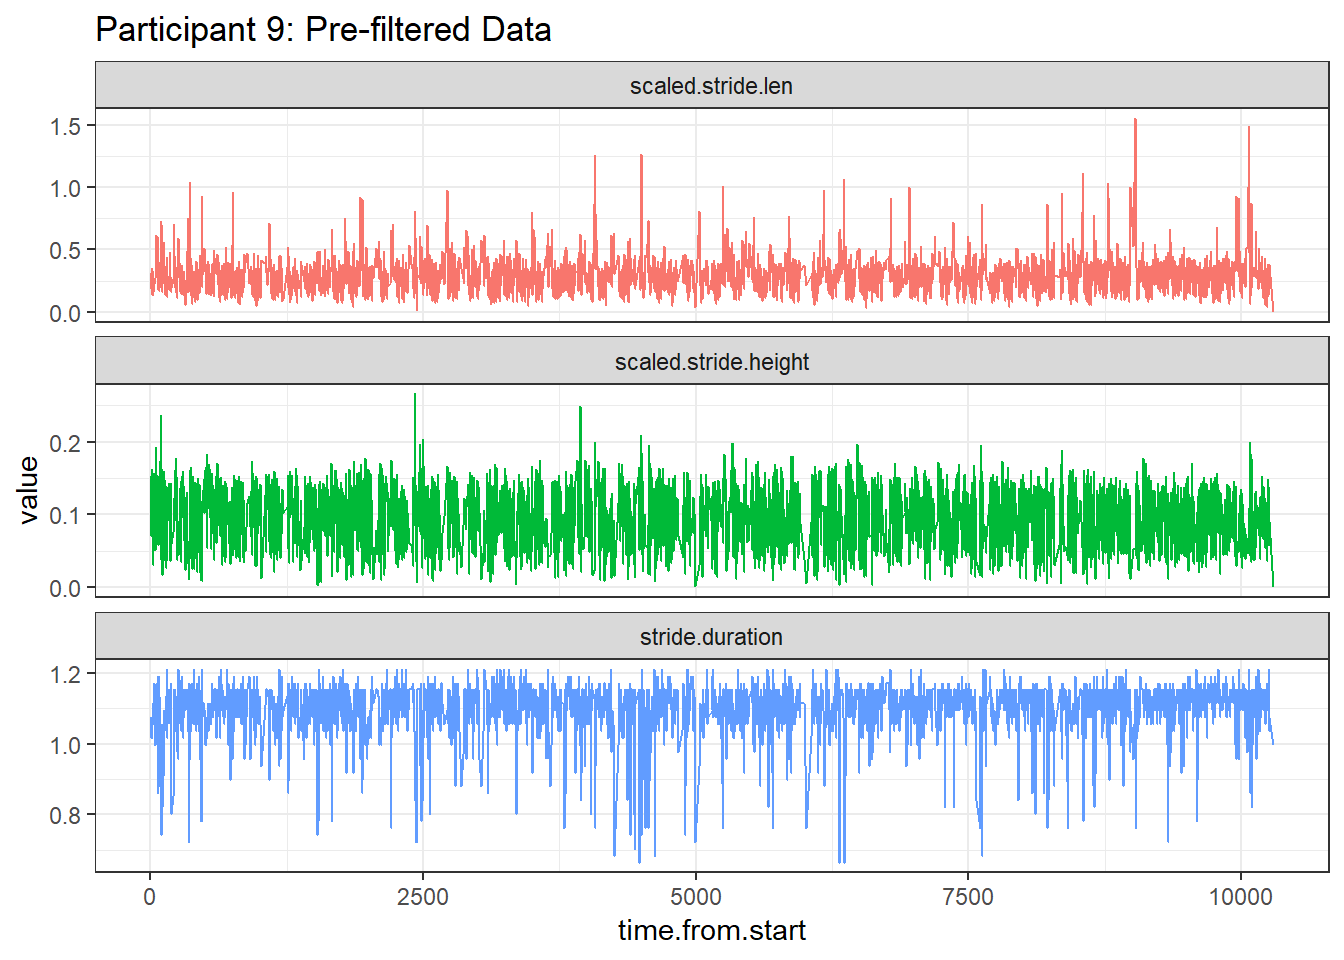 Participant 9: Pre-filtered Data
scaled.stride.len
1.5
1.0
0.5
0.0
scaled.stride.height
value
0.2
0.1
0.0
stride.duration
1.2
1.0
0.8
0 2500 5000 7500 10000
time.from.start